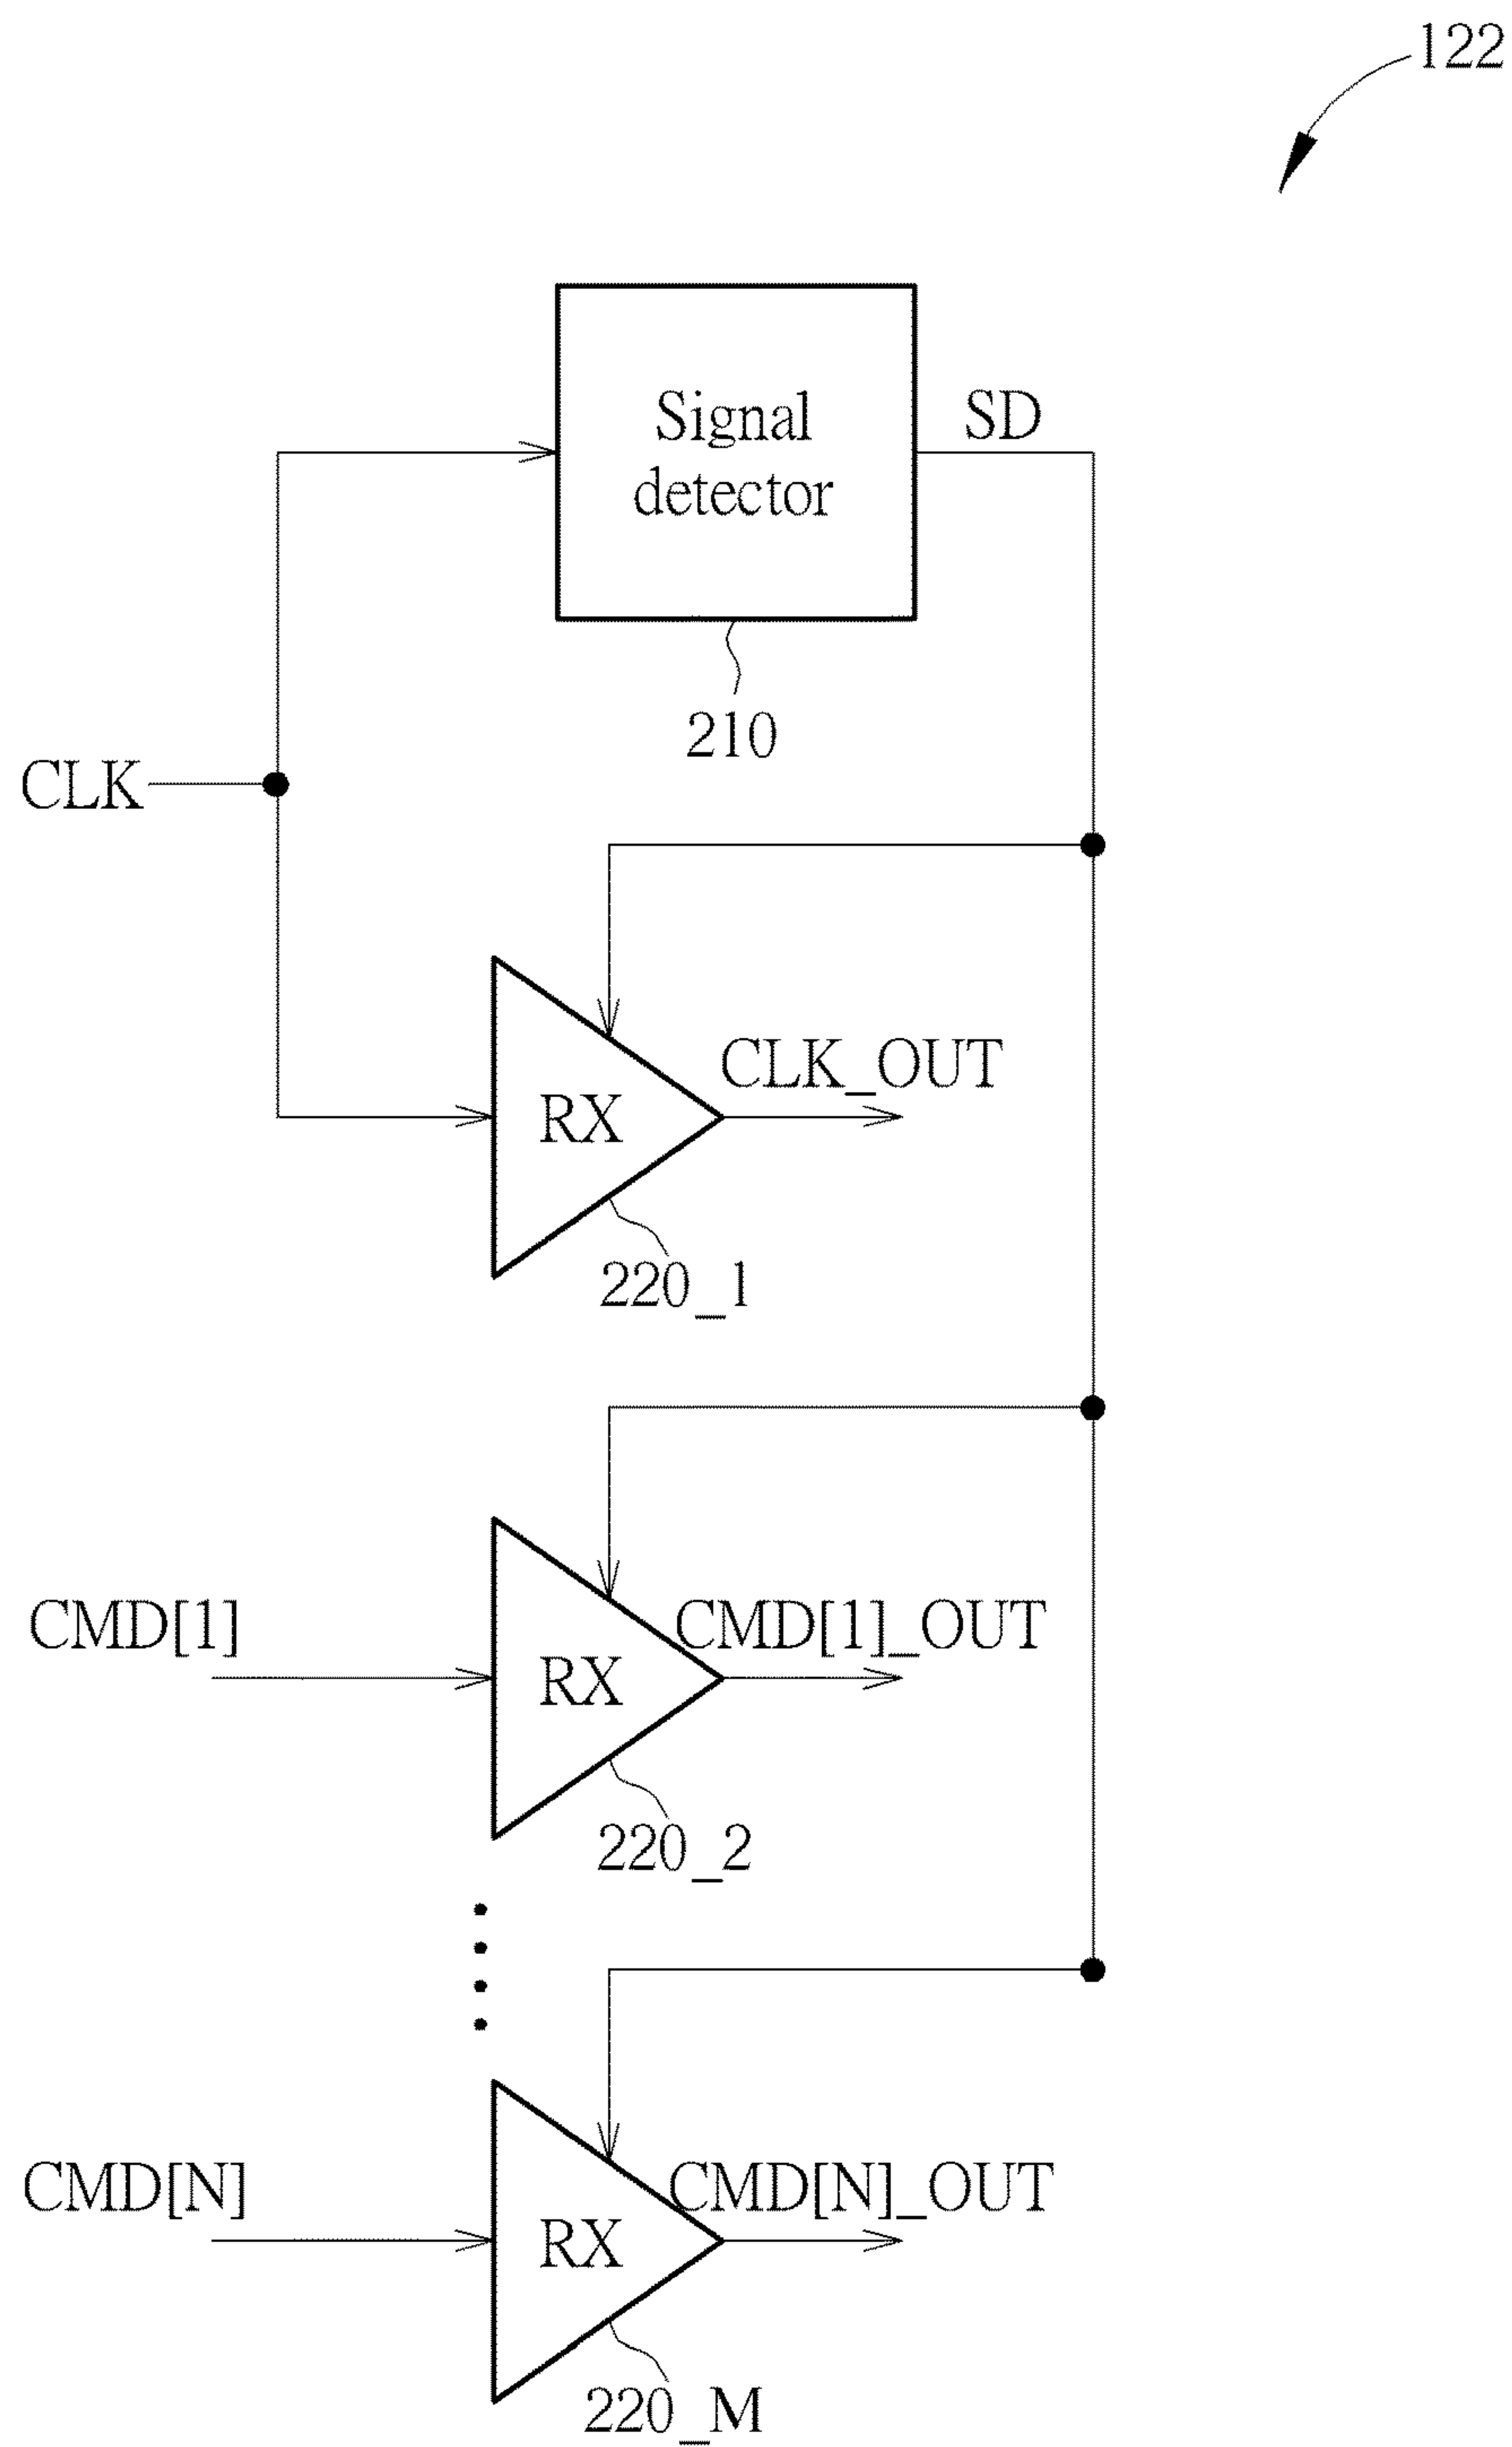 122
Signal
detector
SD
210
CLK
CLK_OUT
RX
220_1
CMD[1]
CMD[1]_OUT
RX
220_2
CMD[N]
CMD[N]_OUT
RX
220_M